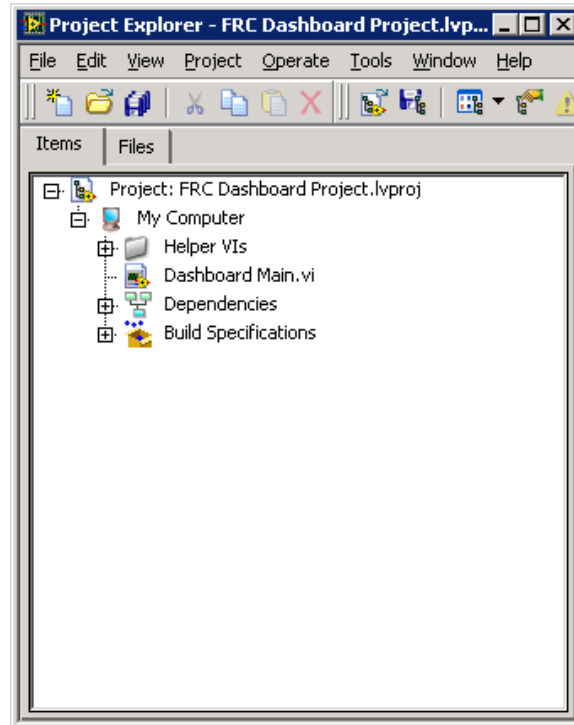 Project Explorer - FRC Dashboard Project.lvp...
File Edit View Project Operate Tools Window Help
Items Files
Project: FRC Dashboard Project.lvproj
My Computer
Helper VIs
Dashboard Main.vi
Dependencies
Build Specifications